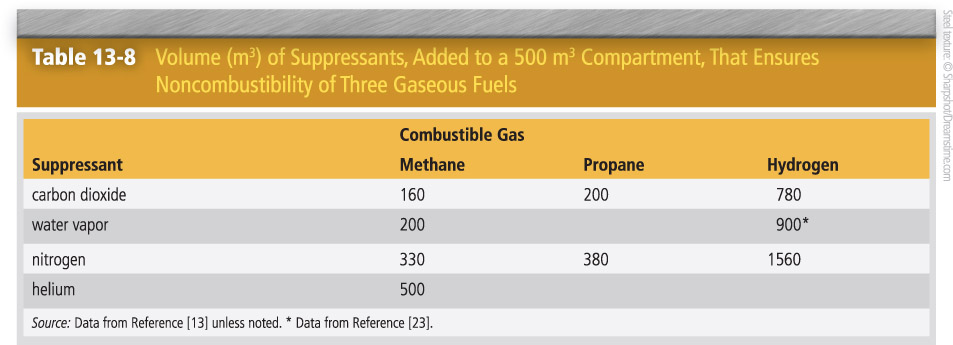 Table 13-8 Volume (m³) of Suppressants, Added to a 500 m³ Compartment, That Ensures
Noncombustibility of Three Gaseous Fuels
Combustible Gas
Suppressant Methane Propane Hydrogen
carbon dioxide 160 200 780
water vapor 200 900*
nitrogen 330 380 1560
helium 500
Source: Data from Reference [13] unless noted. * Data from Reference [23].
Steel texture: © Sharpshot/Dreamstime.com